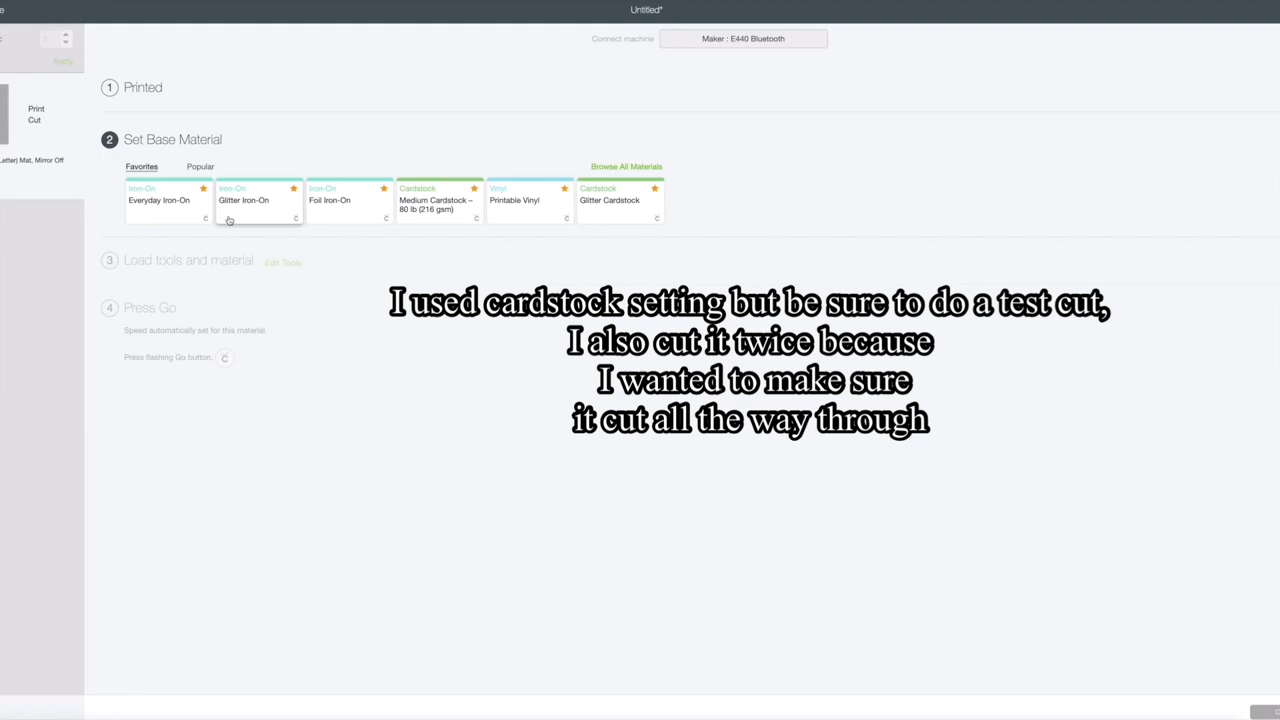 Untitled*
Connect machine
Maker : E440 Bluetooth
Apply
1 Printed
Print
Cut
Letter) Mat, Mirror Off
2 Set Base Material
Favorites Popular Browse All Materials
Iron-On
Everyday Iron-On
Iron-On
Glitter Iron-On
Iron-On
Foil Iron-On
Cardstock
Medium Cardstock –
80 lb (216 gsm)
Vinyl
Printable Vinyl
Cardstock
Glitter Cardstock
3 Load tools and material Edit Tools
4 Press Go
Speed automatically set for this material.
Press flashing Go button.
I used cardstock setting but be sure to do a test cut,
I also cut it twice because
I wanted to make sure
it cut all the way through